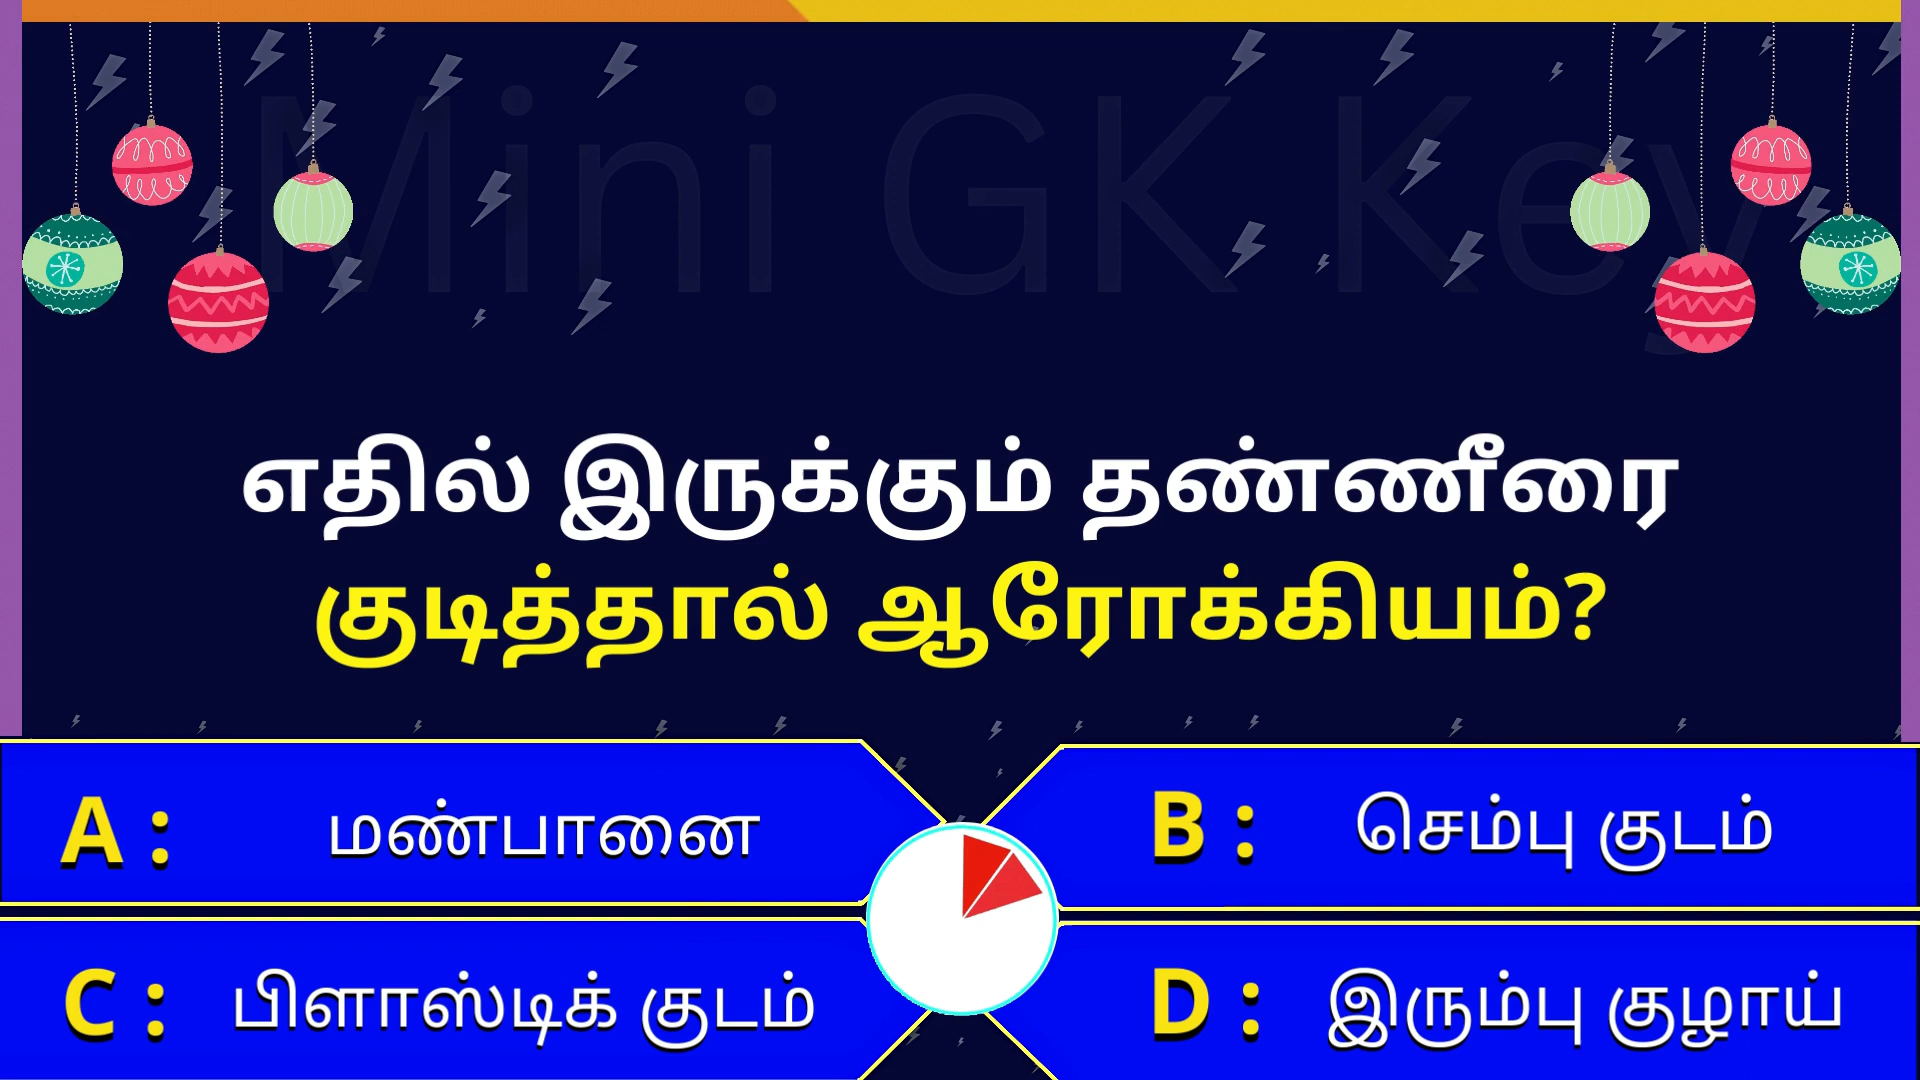 Mini GK Key
எதில் இருக்கும் தண்ணீரை
குடித்தால் ஆரோக்கியம்?
A : மண்பானை
B : செம்பு குடம்
C : பிளாஸ்டிக் குடம்
D : இரும்பு குழாய்